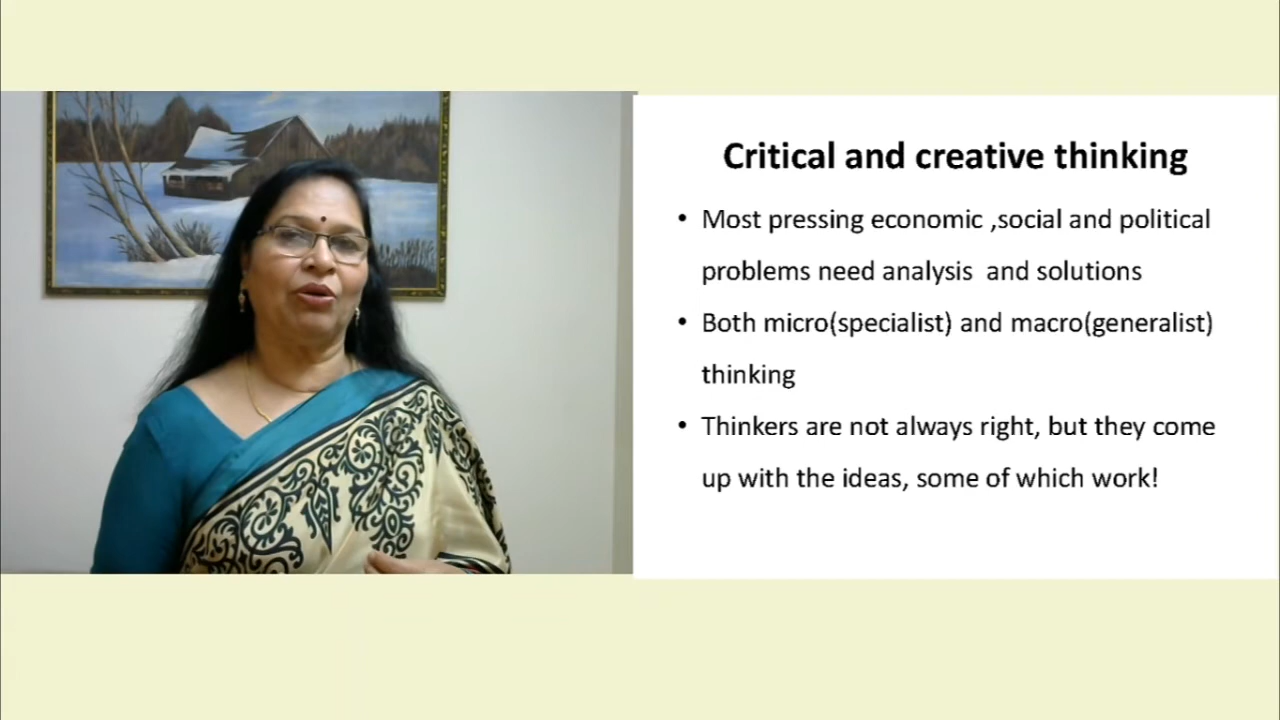 Critical and creative thinking
• Most pressing economic ,social and political
problems need analysis  and solutions
• Both micro(specialist) and macro(generalist)
thinking
• Thinkers are not always right, but they come
up with the ideas, some of which work!